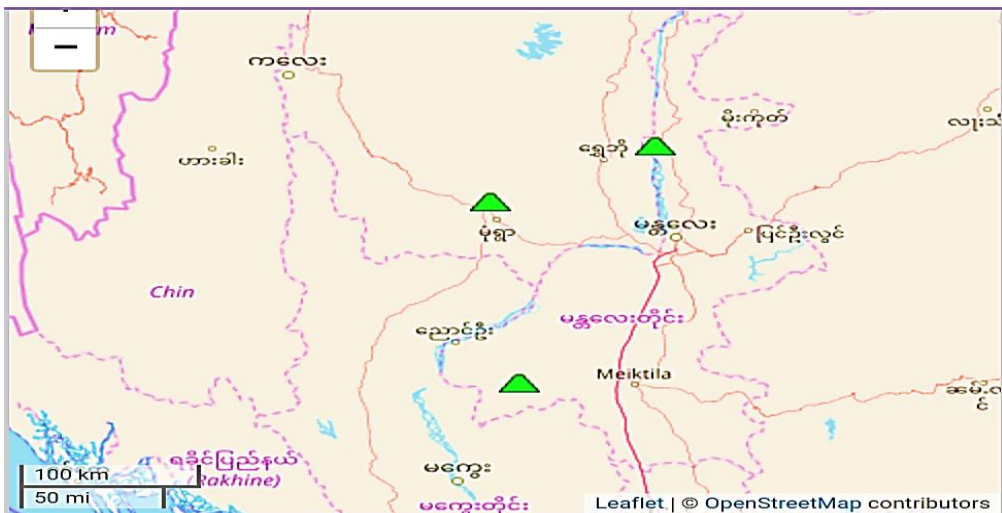 −
ကလေး
ဟားခါး
ရွှေဘို
မိုးကုတ်
မုံရွာ
မန္တလေး
ပြင်ဦးလွင်
Chin
ညောင်ဦး
မန္တလေးတိုင်း
Meiktila
ရခိုင်ပြည်နယ်
(Rakhine)
မကွေး
မကွေးတိုင်း
100 km
50 mi
Leaflet | © OpenStreetMap contributors